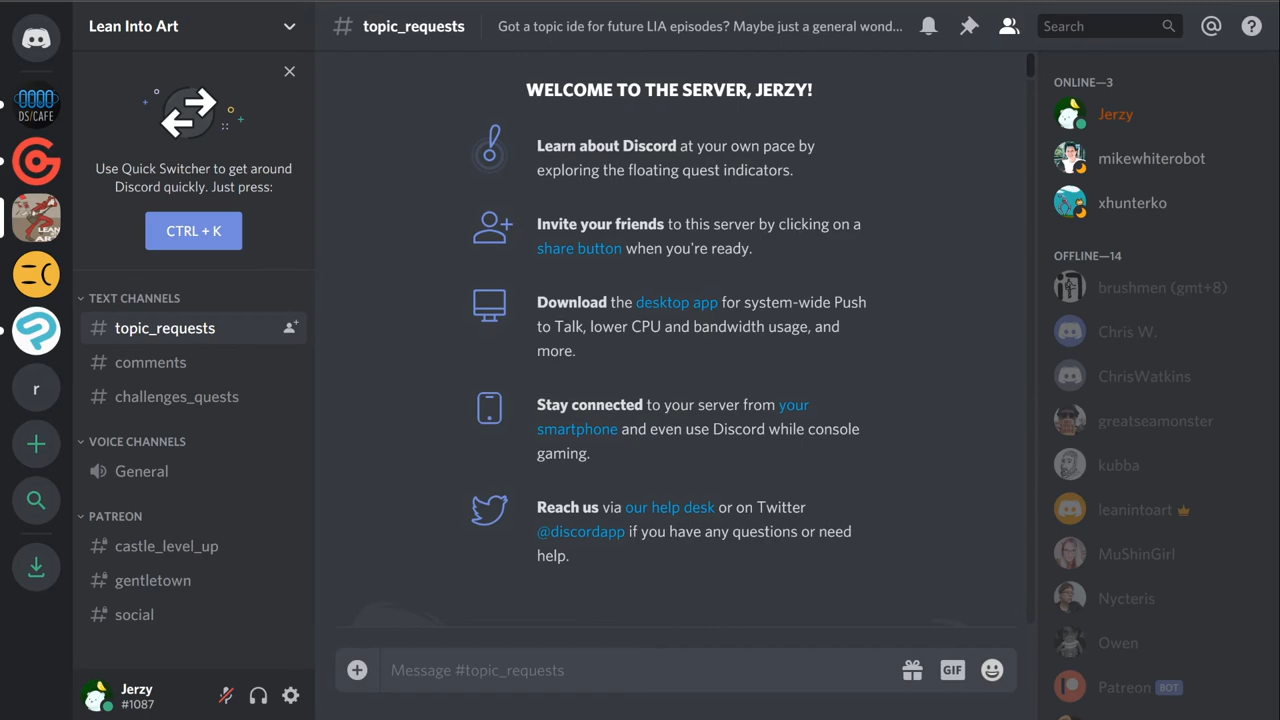 Lean Into Art
topic_requests
Got a topic ide for future LIA episodes? Maybe just a general wond...
Search
DS/CAFE
LEAN
AR
Use Quick Switcher to get around
Discord quickly. Just press:
CTRL + K
TEXT CHANNELS
topic_requests
comments
challenges_quests
VOICE CHANNELS
General
PATREON
castle_level_up
gentletown
social
r
Jerzy
#1087
WELCOME TO THE SERVER, JERZY!
Learn about Discord at your own pace by
exploring the floating quest indicators.
Invite your friends to this server by clicking on a
share button when you're ready.
Download the desktop app for system-wide Push
to Talk, lower CPU and bandwidth usage, and
more.
Stay connected to your server from your
smartphone and even use Discord while console
gaming.
Reach us via our help desk or on Twitter
@discordapp if you have any questions or need
help.
Message #topic_requests
GIF
ONLINE—3
Jerzy
mikewhiterobot
xhunterko
OFFLINE—14
brushmen (gmt+8)
Chris W.
ChrisWatkins
greatseamonster
kubba
leanintoart
MuShinGirl
Nycteris
Owen
Patreon BOT